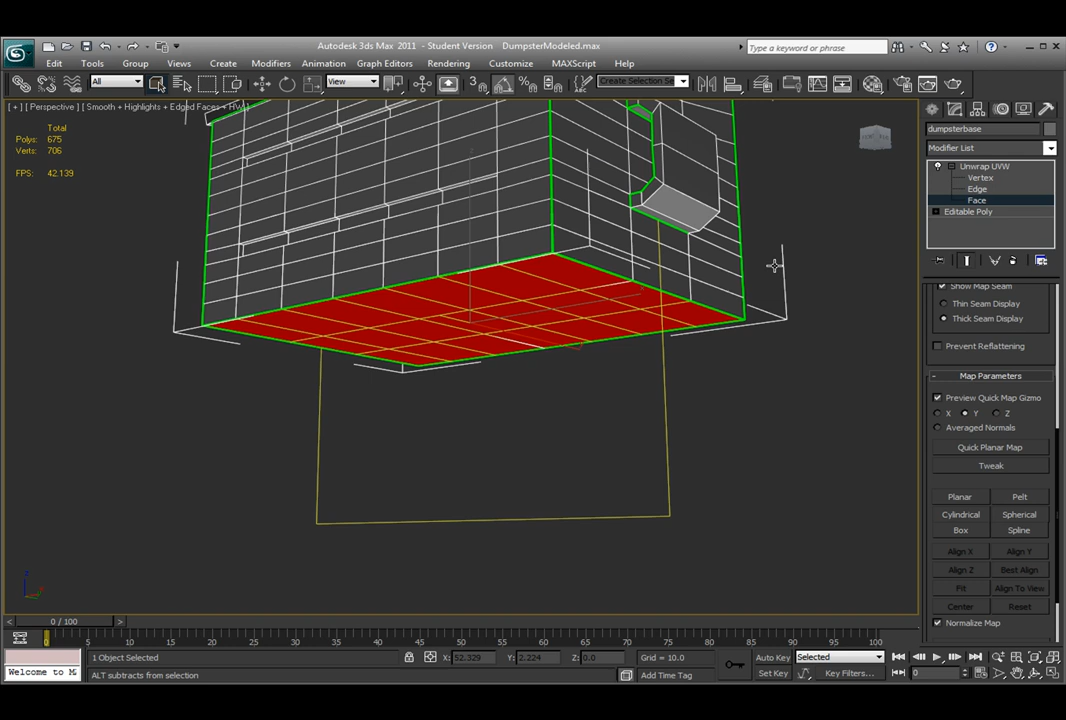 Autodesk 3ds Max 2011 - Student Version DumpsterModeled.max
Type a keyword or phrase
Edit Tools Group Views Create Modifiers Animation Graph Editors Rendering Customize MAXScript Help
All View Create Selection Se
[ + ] [ Perspective ] [ Smooth + Highlights + Edged Faces + HW ]
Total
Polys: 675
Verts: 706
FPS: 42.139
dumpsterbase
Modifier List
Unwrap UVW
Vertex
Edge
Face
Editable Poly
Show Map Seam
Thin Seam Display
Thick Seam Display
Prevent Reflattening
- Map Parameters
Preview Quick Map Gizmo
X Y Z
Averaged Normals
Quick Planar Map
Tweak
Planar Pelt
Cylindrical Spherical
Box Spline
Align X Align Y
Align Z Best Align
Fit Align To View
Center Reset
Normalize Map
0 / 100
0 5 10 15 20 25 30 35 40 45 50 55 60 65 70 75 80 85 90 95 100
1 Object Selected X: 52.329 Y: 2.224 Z: 0.0 Grid = 10.0 Auto Key Selected
Welcome to M ALT subtracts from selection Add Time Tag Set Key Key Filters... 0